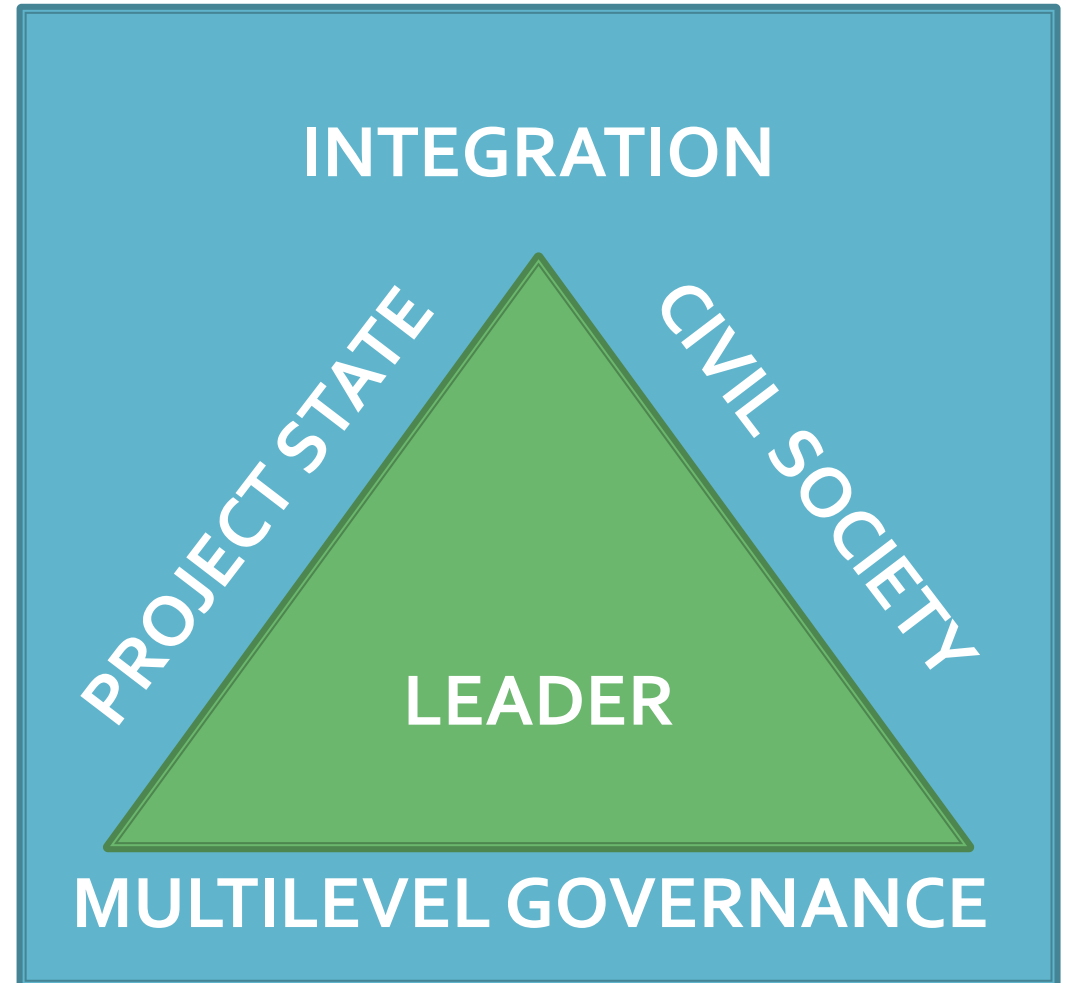 INTEGRATION
PROJECT STATE
CIVIL SOCIETY
LEADER
MULTILEVEL GOVERNANCE